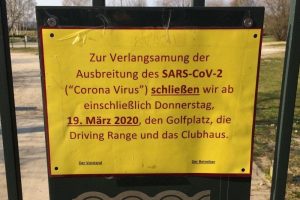 Zur Verlangsamung der
Ausbreitung des SARS-CoV-2
("Corona Virus") schließen wir ab
einschließlich Donnerstag,
19. März 2020, den Golfplatz, die
Driving Range und das Clubhaus.
Der Vorstand Der Betreiber